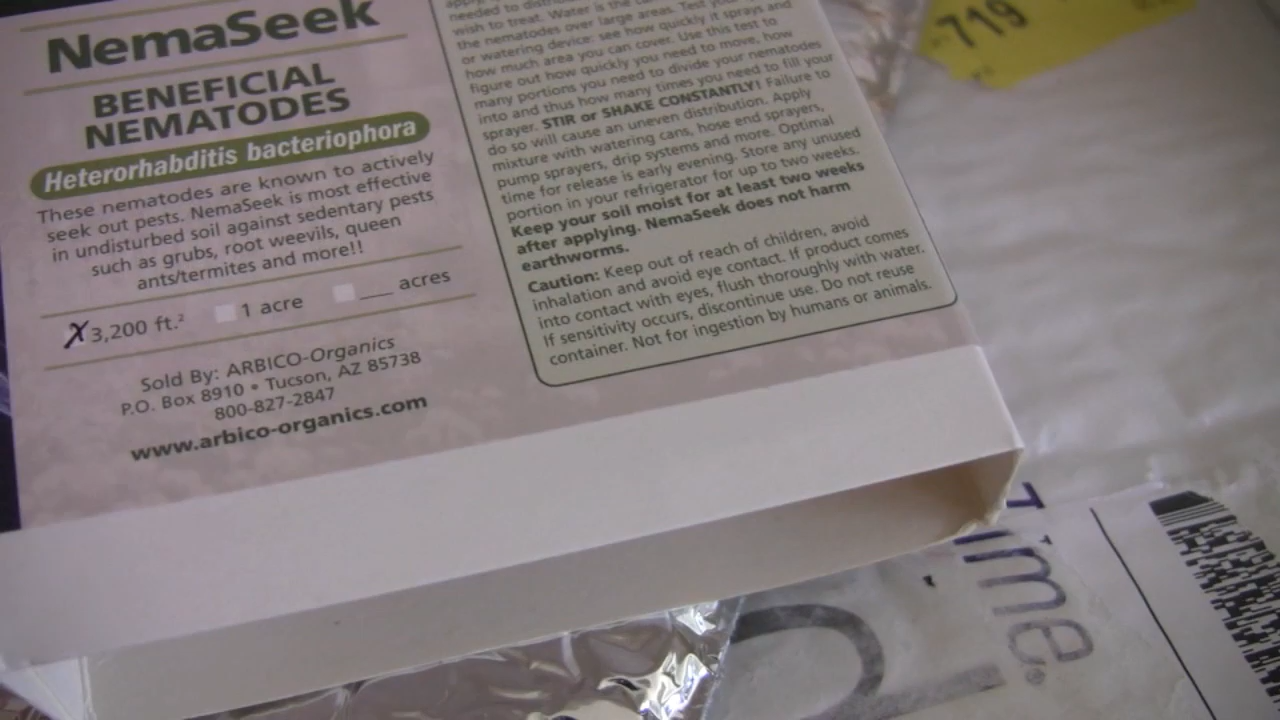 NemaSeek
BENEFICIAL
NEMATODES
Heterorhabditis bacteriophora
These nematodes are known to actively
seek out pests. NemaSeek is most effective
in undisturbed soil against sedentary pests
such as grubs, root weevils, queen
ants/termites and more!!
X 3,200 ft.²
1 acre
___ acres
Sold By: ARBICO-Organics
P.O. Box 8910 • Tucson, AZ 85738
800-827-2847
www.arbico-organics.com
needed to
wish to treat. Water is the
the nematodes over large areas. Test your
or watering device: see how quickly it sprays and
how much area you can cover. Use this test to
figure out how quickly you need to move, how
many portions you need to divide your nematodes
into and thus how many times you need to fill your
sprayer. STIR or SHAKE CONSTANTLY! Failure to
do so will cause an uneven distribution. Apply
mixture with watering cans, hose end sprayers,
pump sprayers, drip systems and more. Optimal
time for release is early evening. Store any unused
portion in your refrigerator for up to two weeks.
Keep your soil moist for at least two weeks
after applying. NemaSeek does not harm
earthworms.
Caution: Keep out of reach of children, avoid
inhalation and avoid eye contact. If product comes
into contact with eyes, flush thoroughly with water.
If sensitivity occurs, discontinue use. Do not reuse
container. Not for ingestion by humans or animals.
-719
ime®